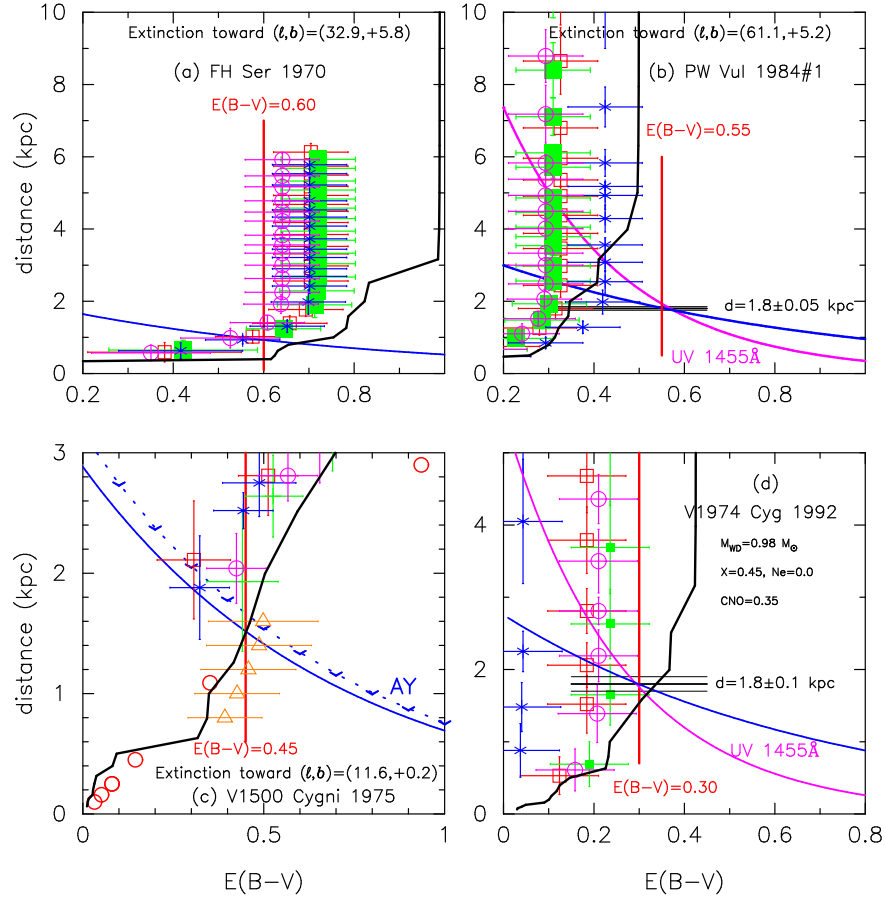 Extinction toward (l,b)=(32.9,+5.8)
(a) FH Ser 1970
E(B−V)=0.60
distance (kpc)
10
8
6
4
2
0
0.2 0.4 0.6 0.8 1
Extinction toward (l,b)=(61.1,+5.2)
(b) PW Vul 1984#1
E(B−V)=0.55
d=1.8±0.05 kpc
UV 1455Å
10
8
6
4
2
0
0.2 0.4 0.6 0.8 1
distance (kpc)
3
2
1
0
AY
E(B−V)=0.45
Extinction toward (l,b)=(11.6,+0.2)
(c) V1500 Cygni 1975
0 0.5 1
E(B−V)
(d)
V1974 Cyg 1992
M_WD=0.98 M_⊙
X=0.45, Ne=0.0
CNO=0.35
d=1.8±0.1 kpc
UV 1455Å
E(B−V)=0.30
4
2
0
0 0.2 0.4 0.6 0.8
E(B−V)